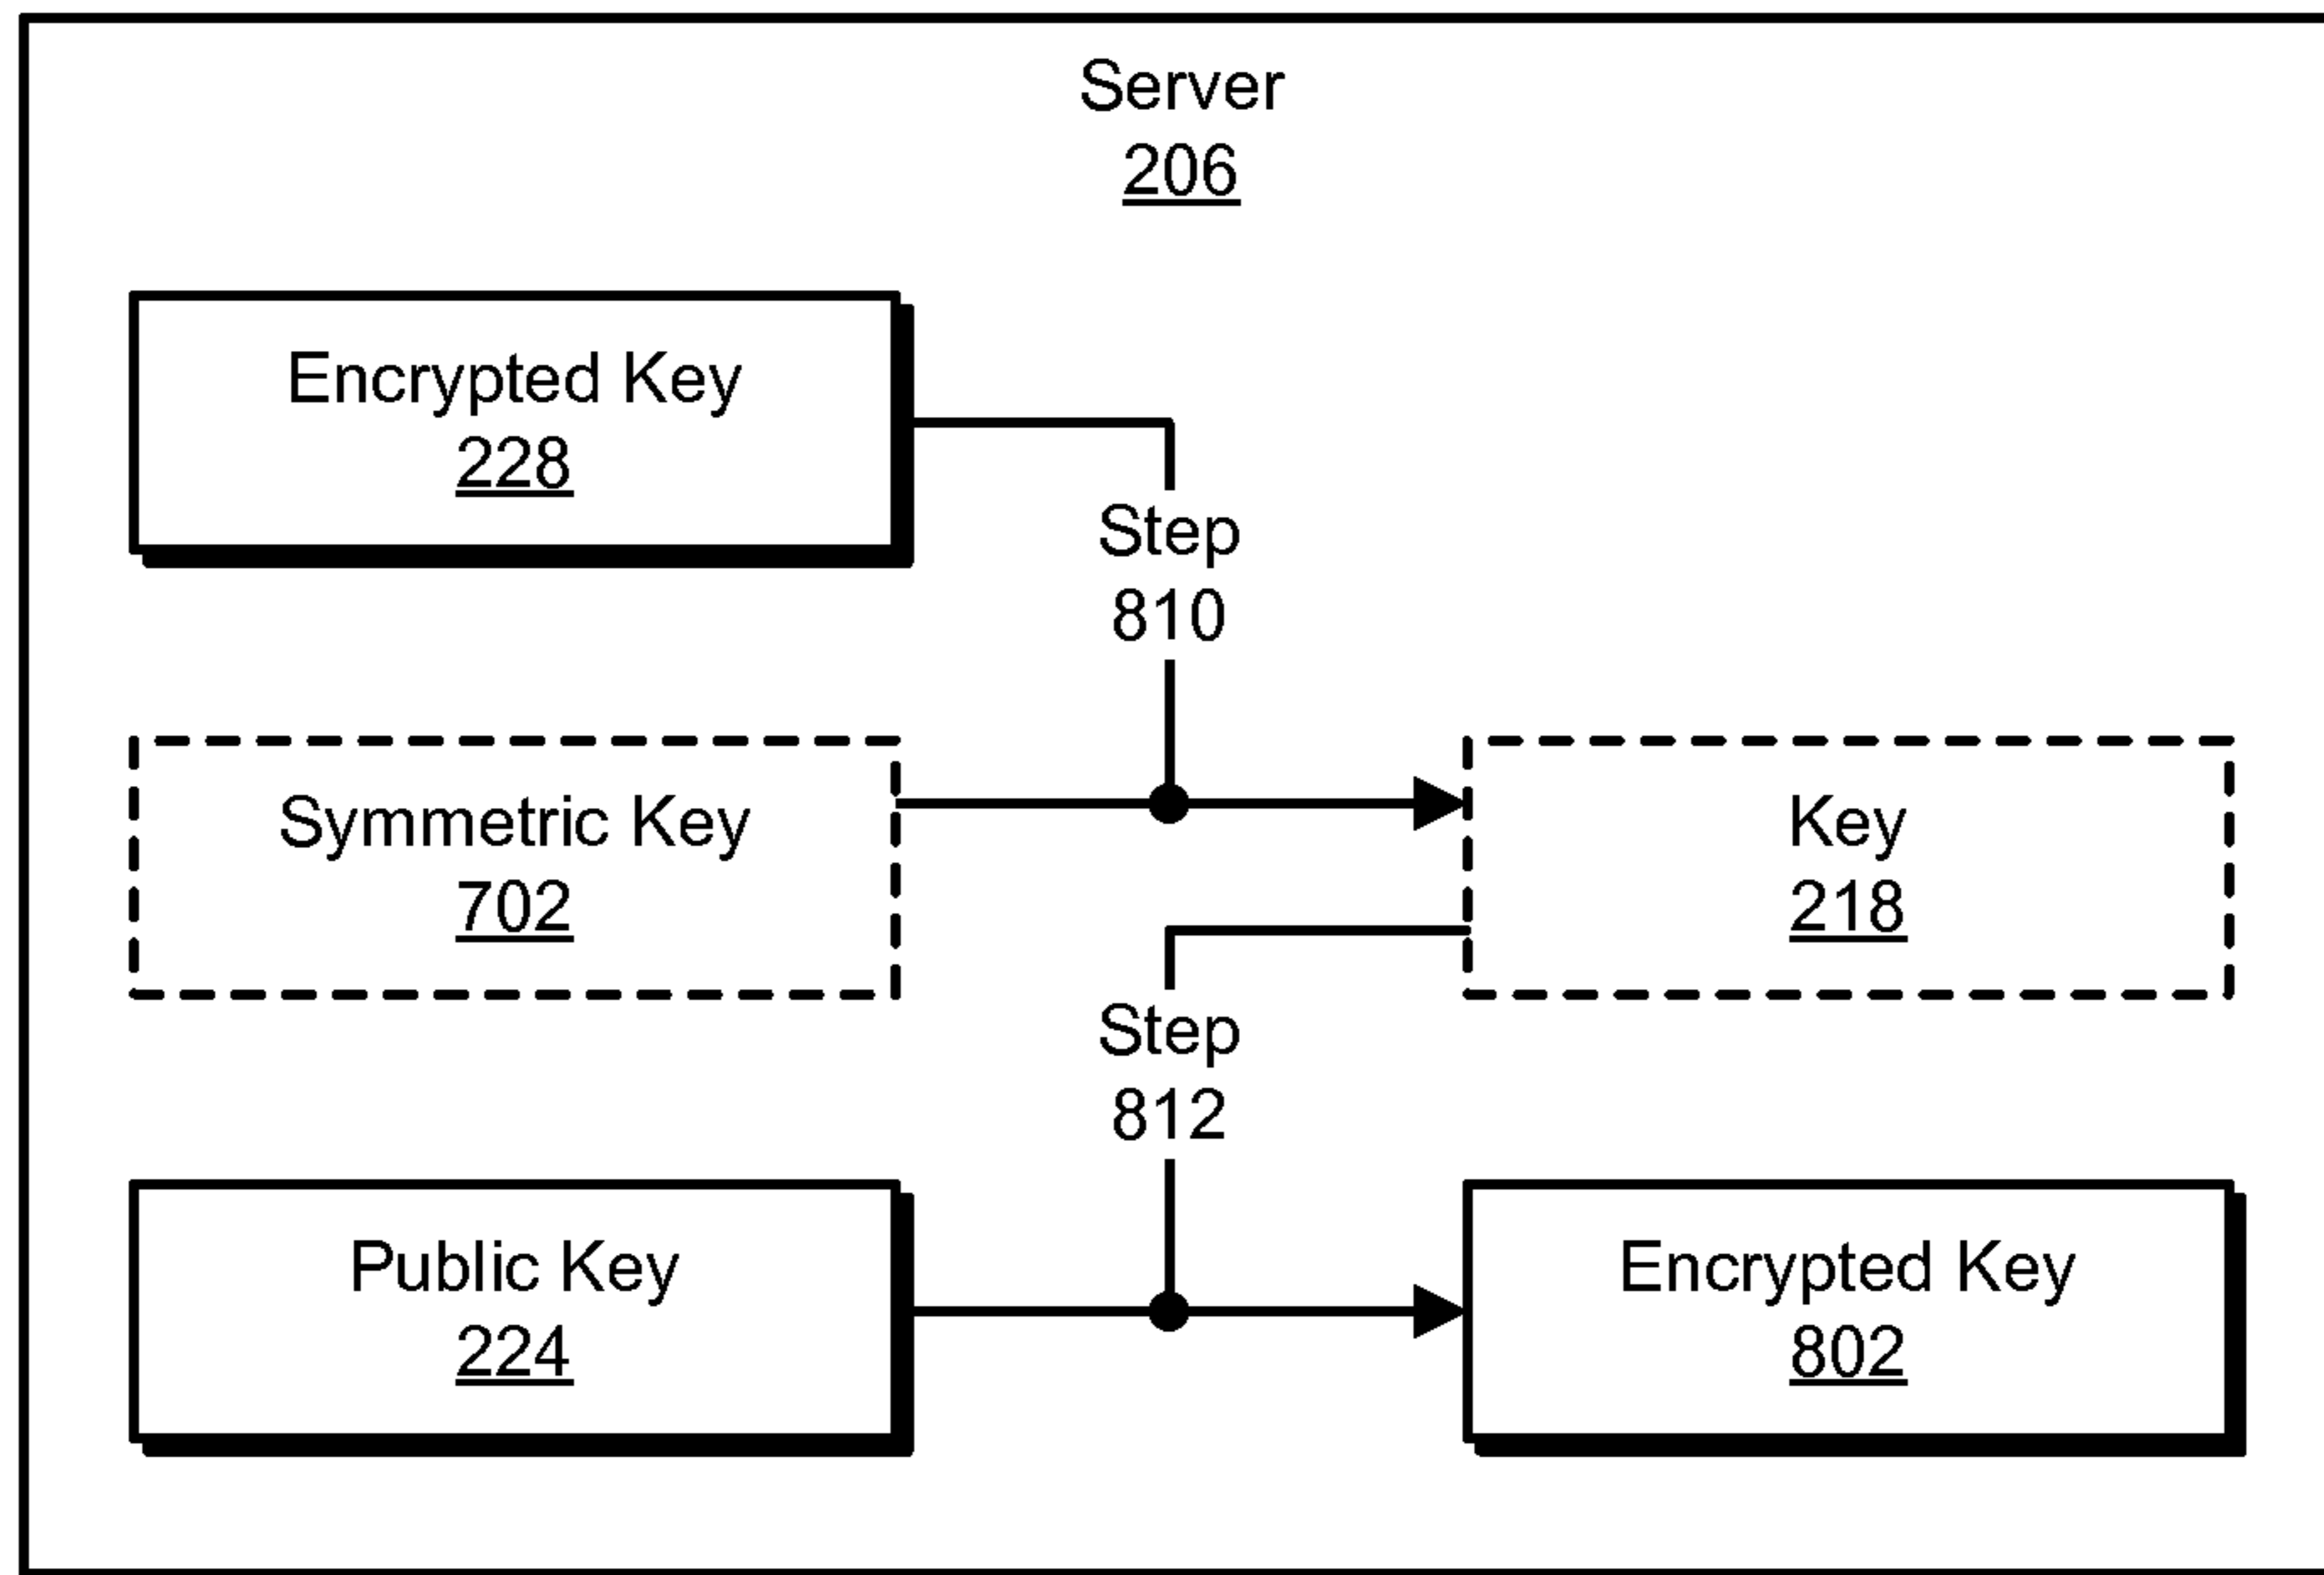 Server
206
Encrypted Key
228
Step
810
Symmetric Key
702
Key
218
Step
812
Public Key
224
Encrypted Key
802